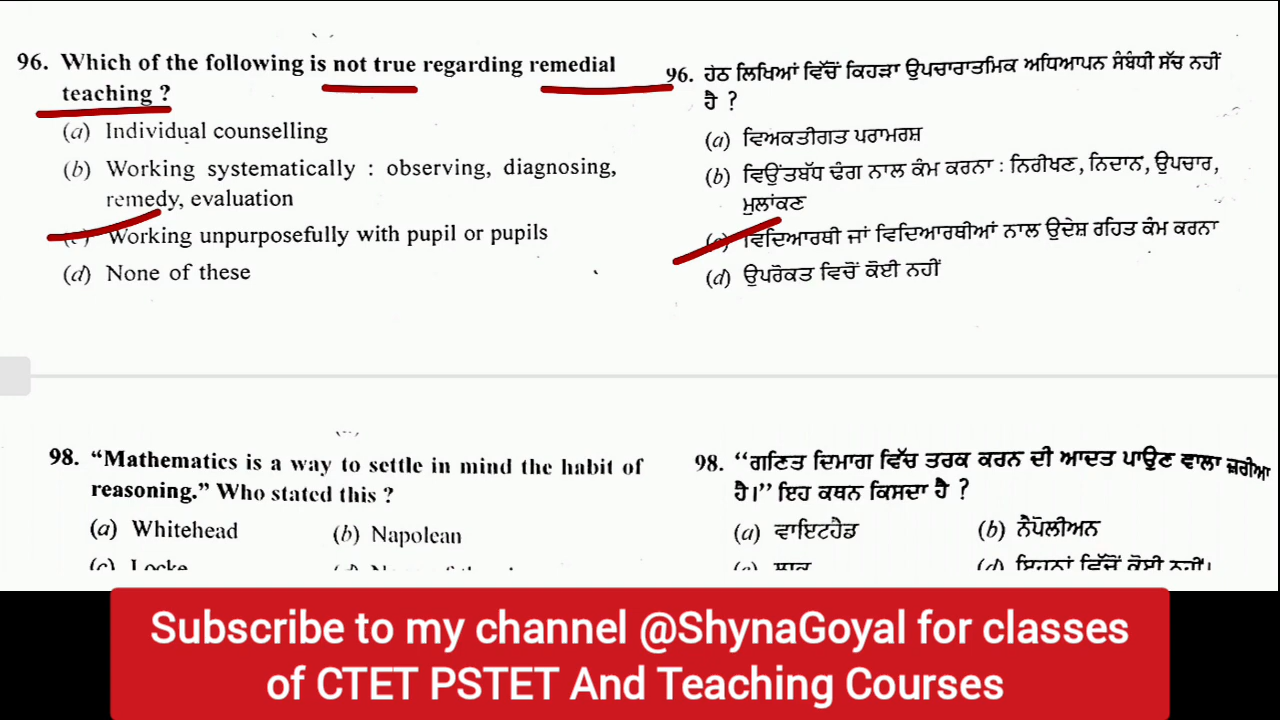 96. Which of the following is not true regarding remedial
teaching ?
(a) Individual counselling
(b) Working systematically : observing, diagnosing,
remedy, evaluation
(c) Working unpurposefully with pupil or pupils
(d) None of these
96. ਹੇਠ ਲਿਖਿਆਂ ਵਿੱਚੋਂ ਕਿਹੜਾ ਉਪਚਾਰਾਤਮਿਕ ਅਧਿਆਪਨ ਸੰਬੰਧੀ ਸੱਚ ਨਹੀਂ
ਹੈ ?
(a) ਵਿਅਕਤੀਗਤ ਪਰਾਮਰਸ਼
(b) ਵਿਉਂਤਬੱਧ ਢੰਗ ਨਾਲ ਕੰਮ ਕਰਨਾ : ਨਿਰੀਖਣ, ਨਿਦਾਨ, ਉਪਚਾਰ,
ਮੁਲਾਂਕਣ
(c) ਵਿਦਿਆਰਥੀ ਜਾਂ ਵਿਦਿਆਰਥੀਆਂ ਨਾਲ ਉਦੇਸ਼ ਰਹਿਤ ਕੰਮ ਕਰਨਾ
(d) ਉਪਰੋਕਤ ਵਿਚੋਂ ਕੋਈ ਨਹੀਂ
98. “Mathematics is a way to settle in mind the habit of
reasoning.” Who stated this ?
(a) Whitehead (b) Napolean
(c) Locke
98. “ਗਣਿਤ ਦਿਮਾਗ ਵਿੱਚ ਤਰਕ ਕਰਨ ਦੀ ਆਦਤ ਪਾਉਣ ਵਾਲਾ ਜ਼ਰੀਆ
ਹੈ।” ਇਹ ਕਥਨ ਕਿਸਦਾ ਹੈ ?
(a) ਵਾਇਟਹੈਡ (b) ਨੈਪੋਲੀਅਨ
(c) ਲਾਕ (d) ਇਹਨਾਂ ਵਿੱਚੋਂ ਕੋਈ ਨਹੀਂ।
Subscribe to my channel @ShynaGoyal for classes
of CTET PSTET And Teaching Courses